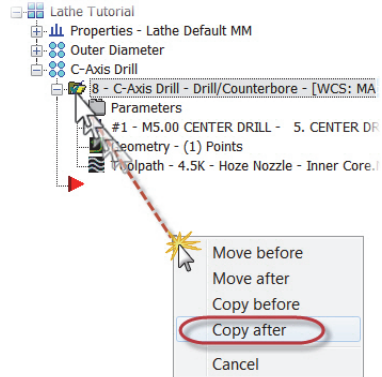 Lathe Tutorial
Properties - Lathe Default MM
Outer Diameter
C-Axis Drill
8 - C-Axis Drill - Drill/Counterbore - [WCS: MA
Parameters
#1 - M5.00 CENTER DRILL - 5. CENTER DR
Geometry - (1) Points
Toolpath - 4.5K - Hoze Nozzle - Inner Core.
Move before
Move after
Copy before
Copy after
Cancel